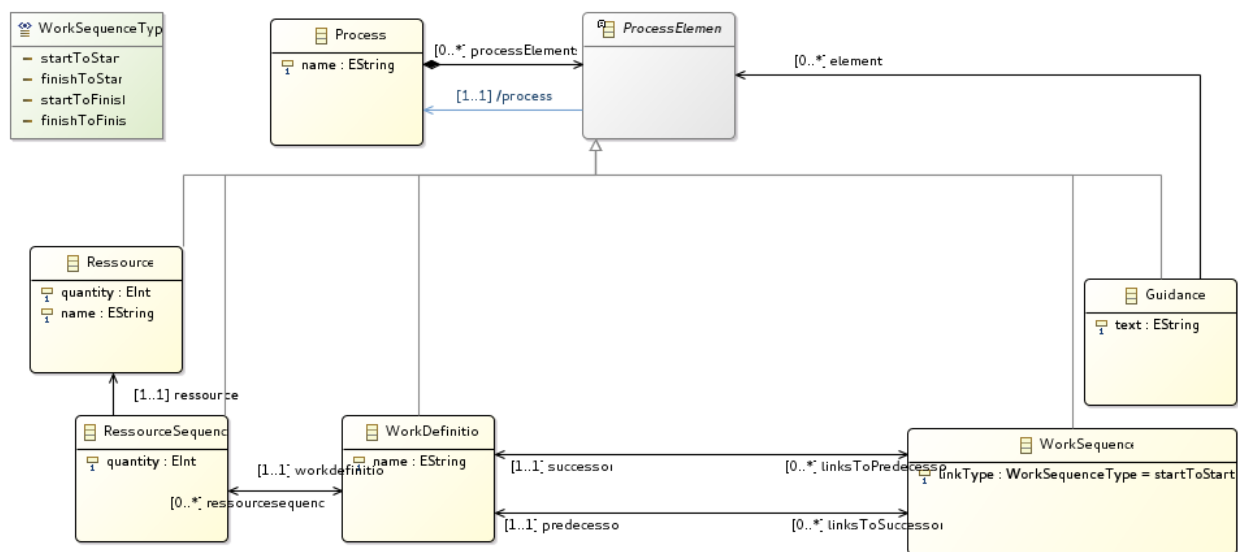 WorkSequenceTyp
startToStar
finishToStar
startToFinisl
finishToFinis
Process
name : EString
[0..*] processElements
[1..1] /process
ProcessElemen
[0..*] element
Ressource
quantity : EInt
name : EString
[1..1] ressource
RessourceSequenc
quantity : EInt
[1..1] workdefinitio
[0..*] ressourcesequenc
WorkDefinitio
name : EString
[1..1] successor
[0..*] linksToPredecesso
[1..1] predecesso
[0..*] linksToSuccessor
WorkSequence
linkType : WorkSequenceType = startToStart
Guidance
text : EString